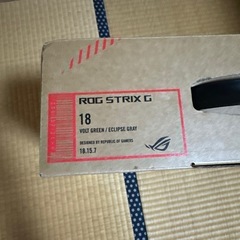 ROG STRIX G
18
VOLT GREEN / ECLIPSE GRAY
DESIGNED BY REPUBLIC OF GAMERS
18.15.7